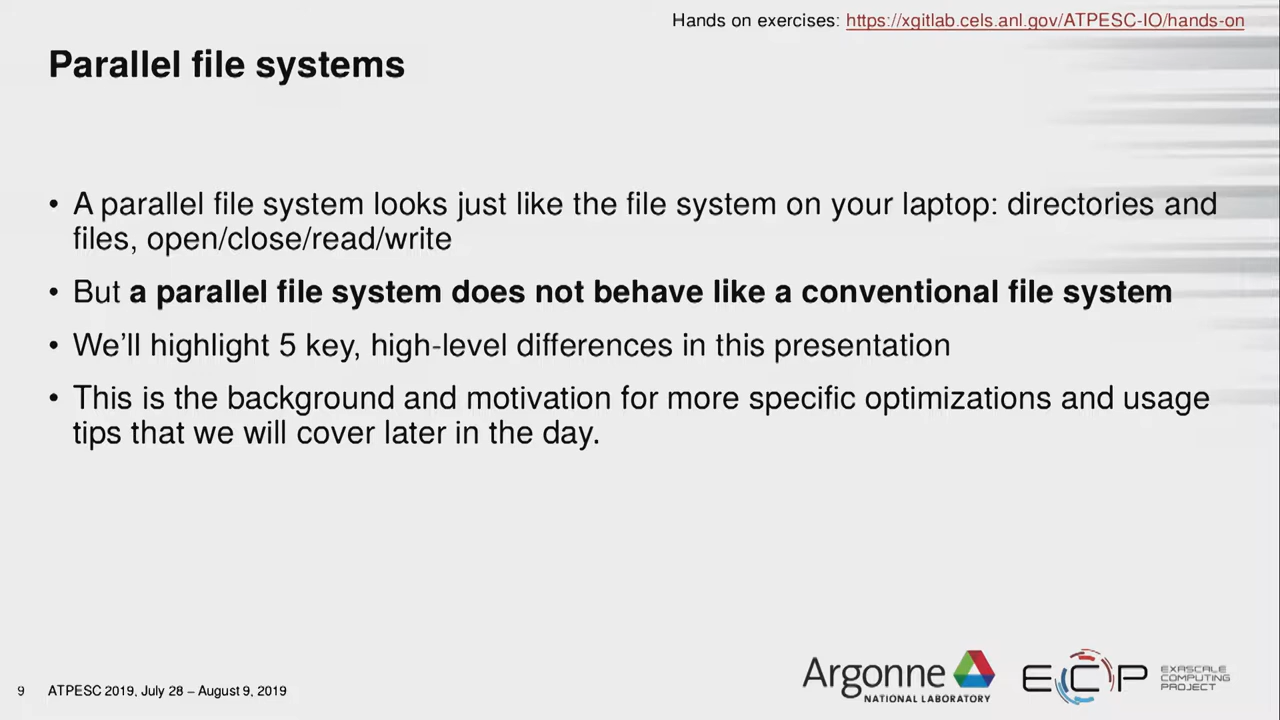 Hands on exercises: https://xgitlab.cels.anl.gov/ATPESC-IO/hands-on
Parallel file systems
• A parallel file system looks just like the file system on your laptop: directories and
files, open/close/read/write
• But a parallel file system does not behave like a conventional file system
• We’ll highlight 5 key, high-level differences in this presentation
• This is the background and motivation for more specific optimizations and usage
tips that we will cover later in the day.
9 ATPESC 2019, July 28 – August 9, 2019
Argonne
NATIONAL LABORATORY
ECP
EXASCALE
COMPUTING
PROJECT